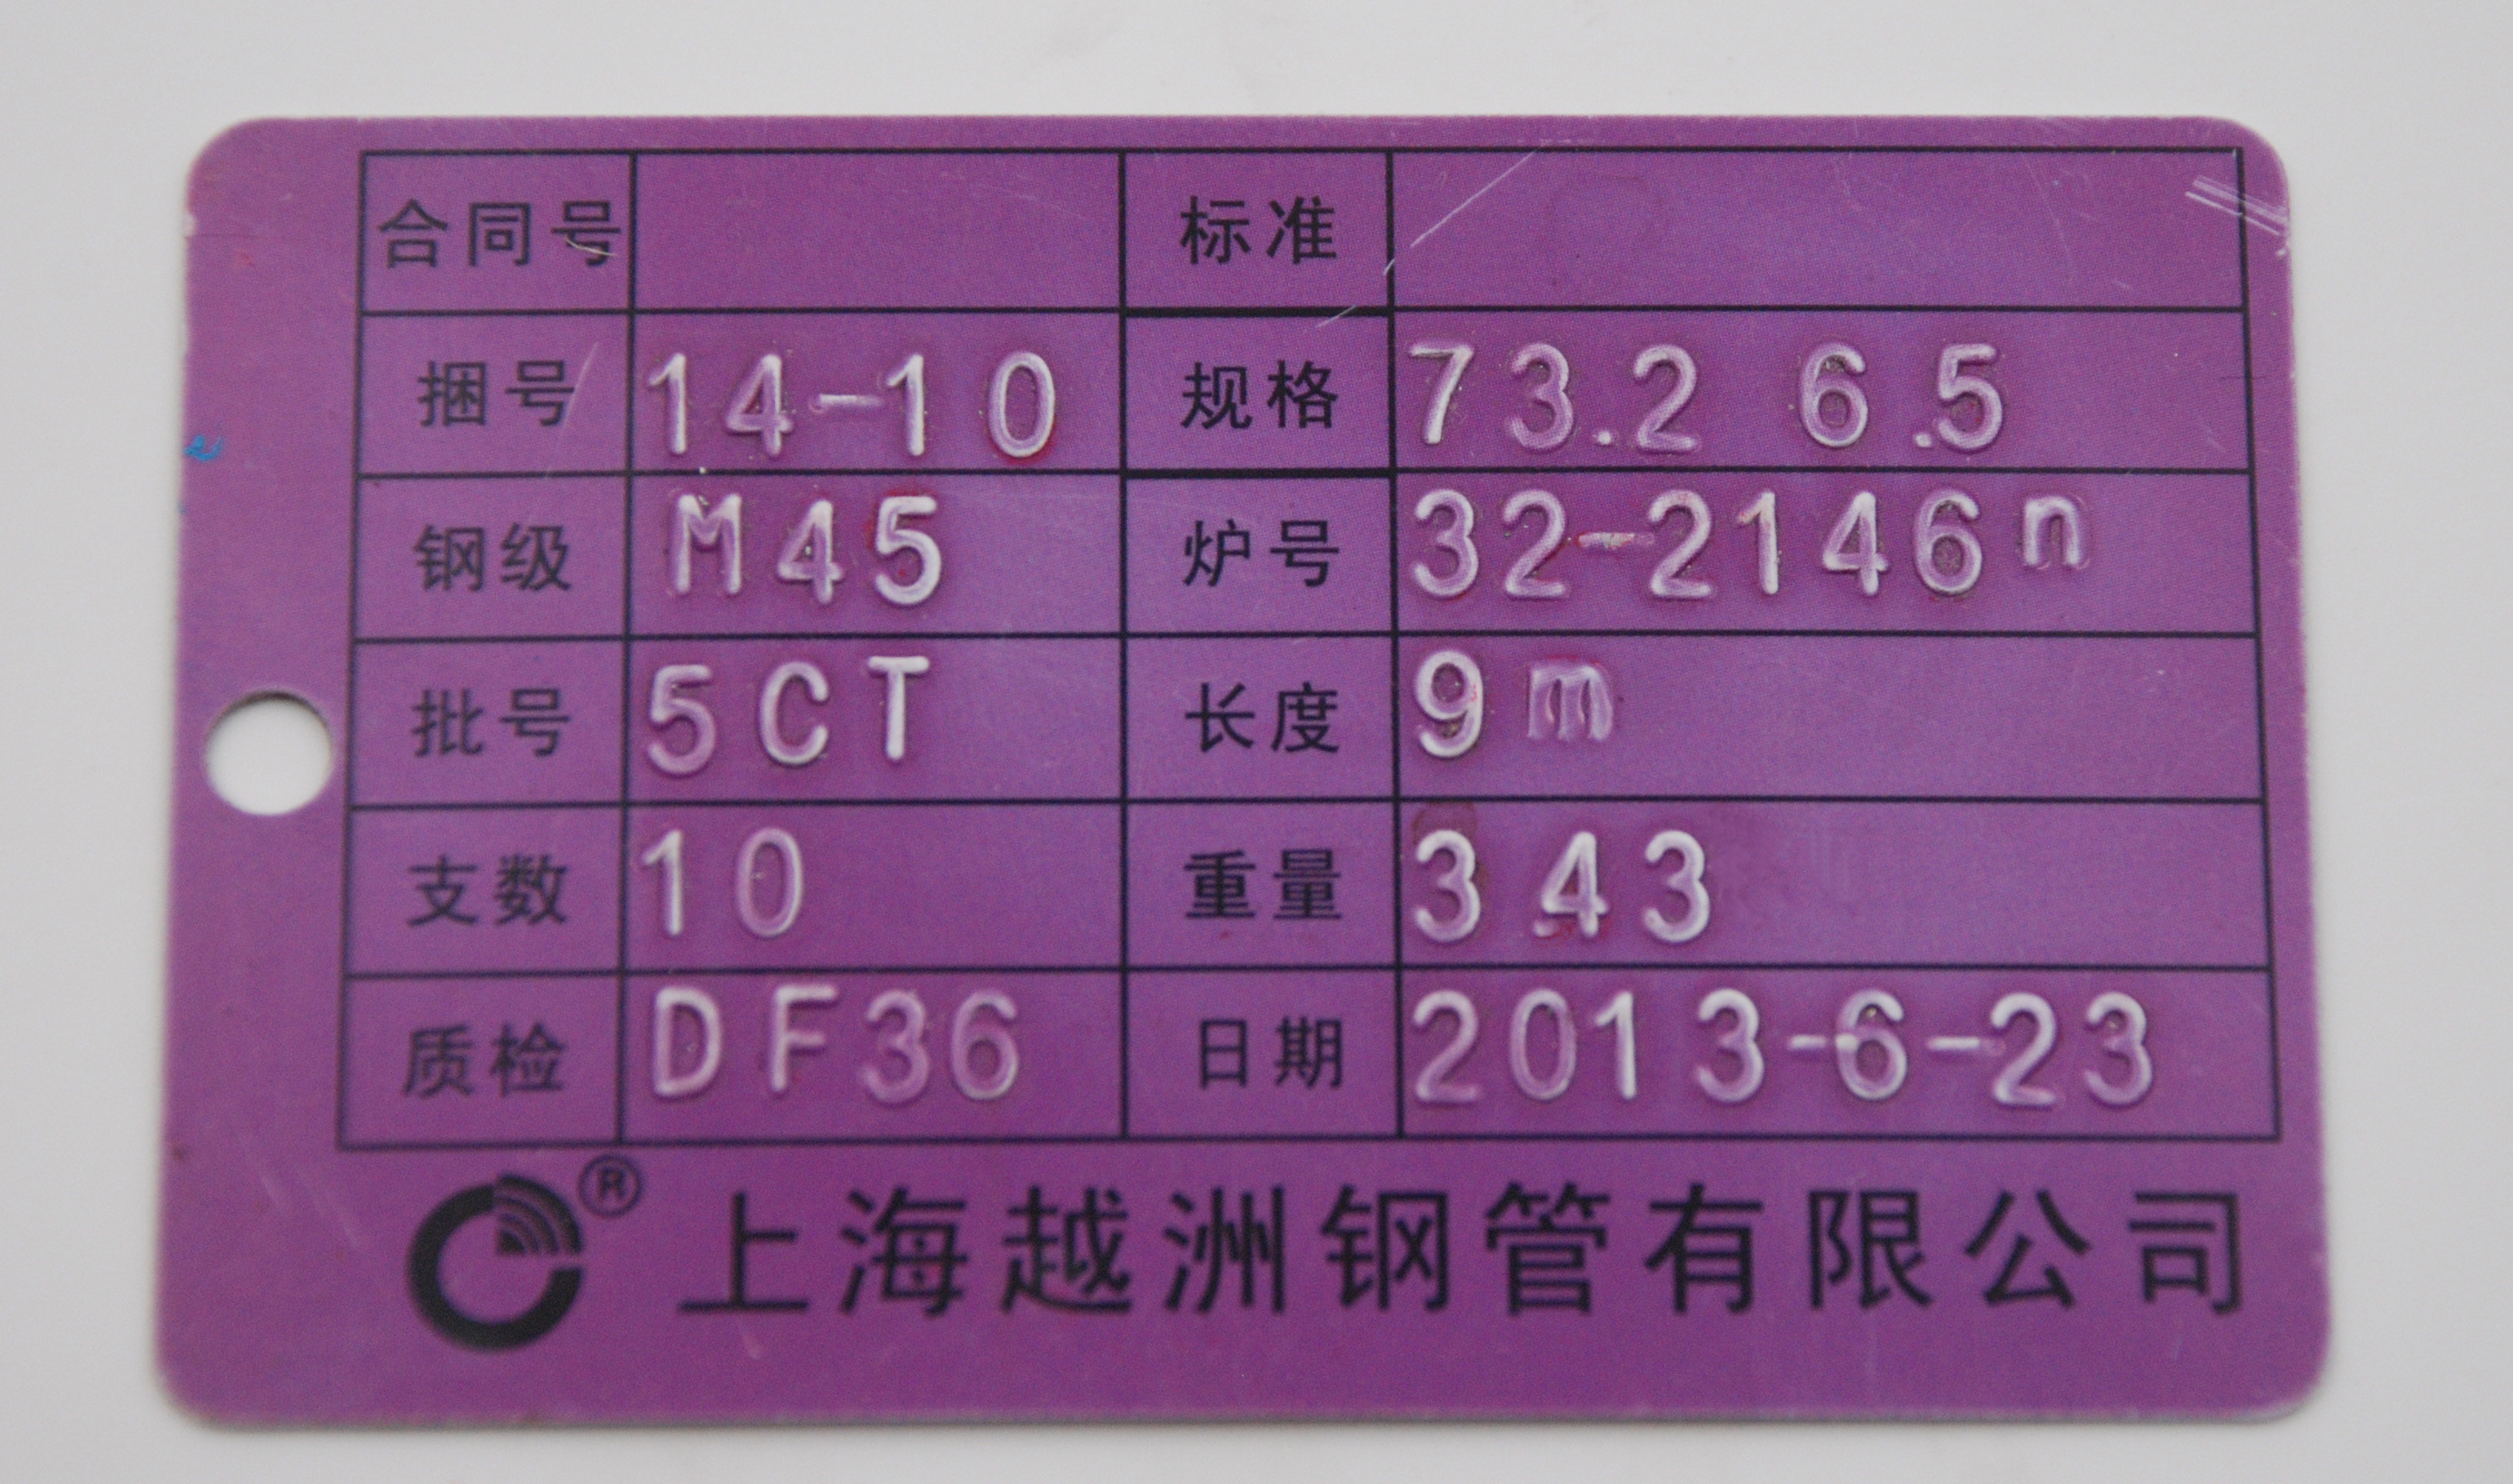 合同号 标准
捆号 14-10 规格 73.2 6.5
钢级 M45 炉号 32-2146n
批号 5CT 长度 9m
支数 10 重量 3.43
质检 DF36 日期 2013-6-23
® 上海越洲钢管有限公司